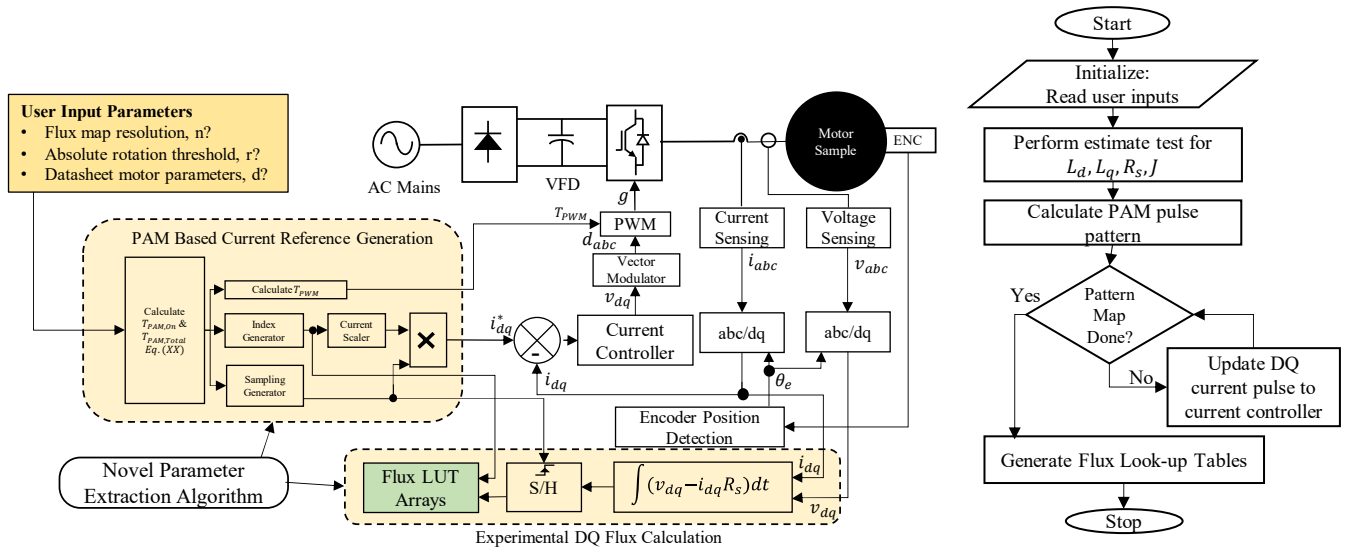 User Input Parameters
• Flux map resolution, n?
• Absolute rotation threshold, r?
• Datasheet motor parameters, d?
AC Mains
VFD
Motor
Sample
ENC
g
T_PWM
PWM
d_abc
Vector
Modulator
v_dq
Current
Sensing
i_abc
Voltage
Sensing
v_abc
PAM Based Current Reference Generation
Calculate
T_PAM,On &
T_PAM,Total
Eq.(XX)
Calculate T_PWM
Index
Generator
Current
Scaler
×
Sampling
Generator
i*_dq
-
i_dq
Current
Controller
abc/dq
abc/dq
θ_e
Encoder Position
Detection
Novel Parameter
Extraction Algorithm
Flux LUT
Arrays
S/H
∫(v_dq−i_dqR_s)dt
i_dq
v_dq
Experimental DQ Flux Calculation
Start
Initialize:
Read user inputs
Perform estimate test for
L_d, L_q, R_s, J
Calculate PAM pulse
pattern
Yes
Pattern
Map
Done?
No
Update DQ
current pulse to
current controller
Generate Flux Look-up Tables
Stop